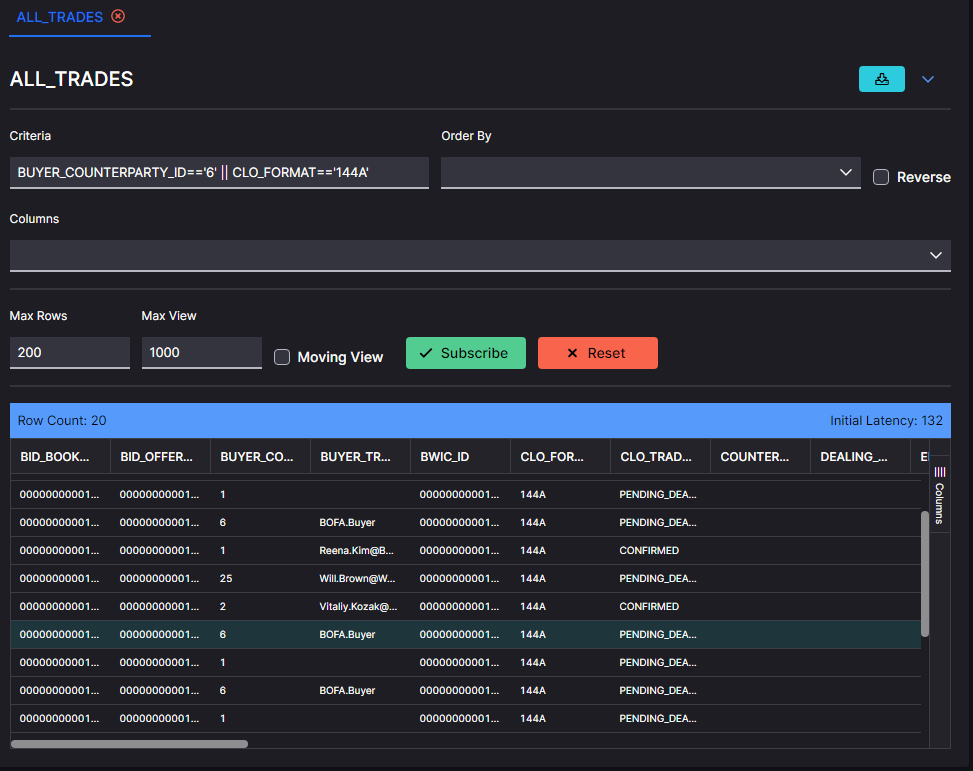 ALL_TRADES
ALL_TRADES
Criteria Order By
BUYER_COUNTERPARTY_ID=='6' || CLO_FORMAT=='144A'
Reverse
Columns
Max Rows Max View
200 1000 Moving View Subscribe Reset
Row Count: 20 Initial Latency: 132
BID_BOOK... BID_OFFER... BUYER_CO... BUYER_TR... BWIC_ID CLO_FOR... CLO_TRAD... COUNTER... DEALING_...
Columns
00000000001... 00000000001... 1 00000000001... 144A PENDING_DEA...
00000000001... 00000000001... 6 BOFA.Buyer 00000000001... 144A PENDING_DEA...
00000000001... 00000000001... 1 Reena.Kim@B... 00000000001... 144A CONFIRMED
00000000001... 00000000001... 25 Will.Brown@W... 00000000001... 144A PENDING_DEA...
00000000001... 00000000001... 2 Vitaliy.Kozak@... 00000000001... 144A CONFIRMED
00000000001... 00000000001... 6 BOFA.Buyer 00000000001... 144A PENDING_DEA...
00000000001... 00000000001... 1 00000000001... 144A PENDING_DEA...
00000000001... 00000000001... 6 BOFA.Buyer 00000000001... 144A PENDING_DEA...
00000000001... 00000000001... 1 00000000001... 144A PENDING_DEA...